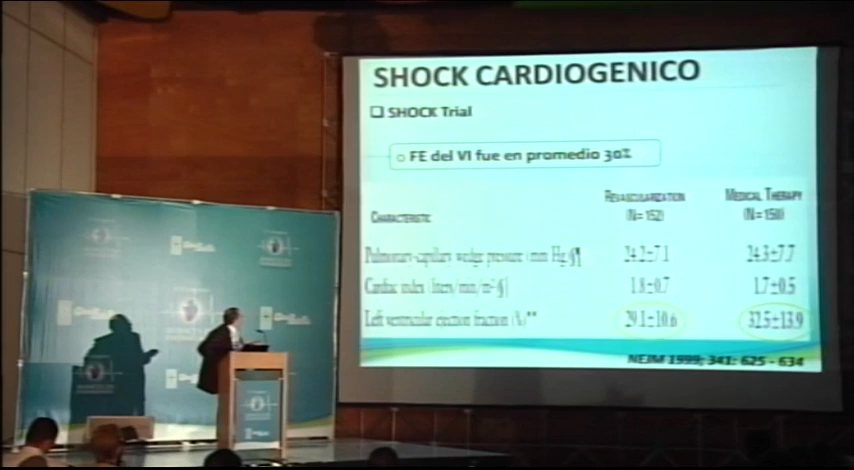 SHOCK CARDIOGENICO
SHOCK Trial
FE del VI fue en promedio 30%
REVASCULARIZATION MEDICAL THERAPY
CHARACTERISTIC (N=152) (N=150)
Pulmonary-capillary wedge pressure (mm Hg)§¶ 24.2±7.1 24.3±7.7
Cardiac index (liters/min/m²)§ 1.8±0.7 1.7±0.5
Left ventricular ejection fraction (%)** 29.1±10.6 32.5±13.9
NEJM 1999; 341: 625 - 634